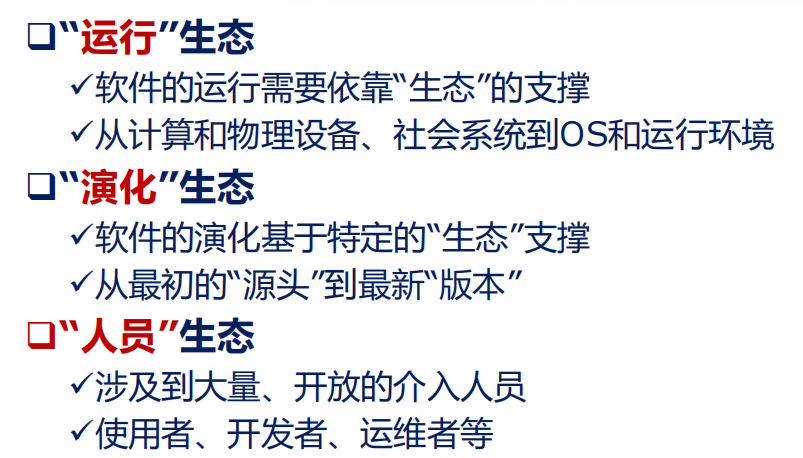 ❑“运行”生态
✓软件的运行需要依靠“生态”的支撑
✓从计算和物理设备、社会系统到OS和运行环境
❑“演化”生态
✓软件的演化基于特定的“生态”支撑
✓从最初的“源头”到最新“版本”
❑“人员”生态
✓涉及到大量、开放的介入人员
✓使用者、开发者、运维者等